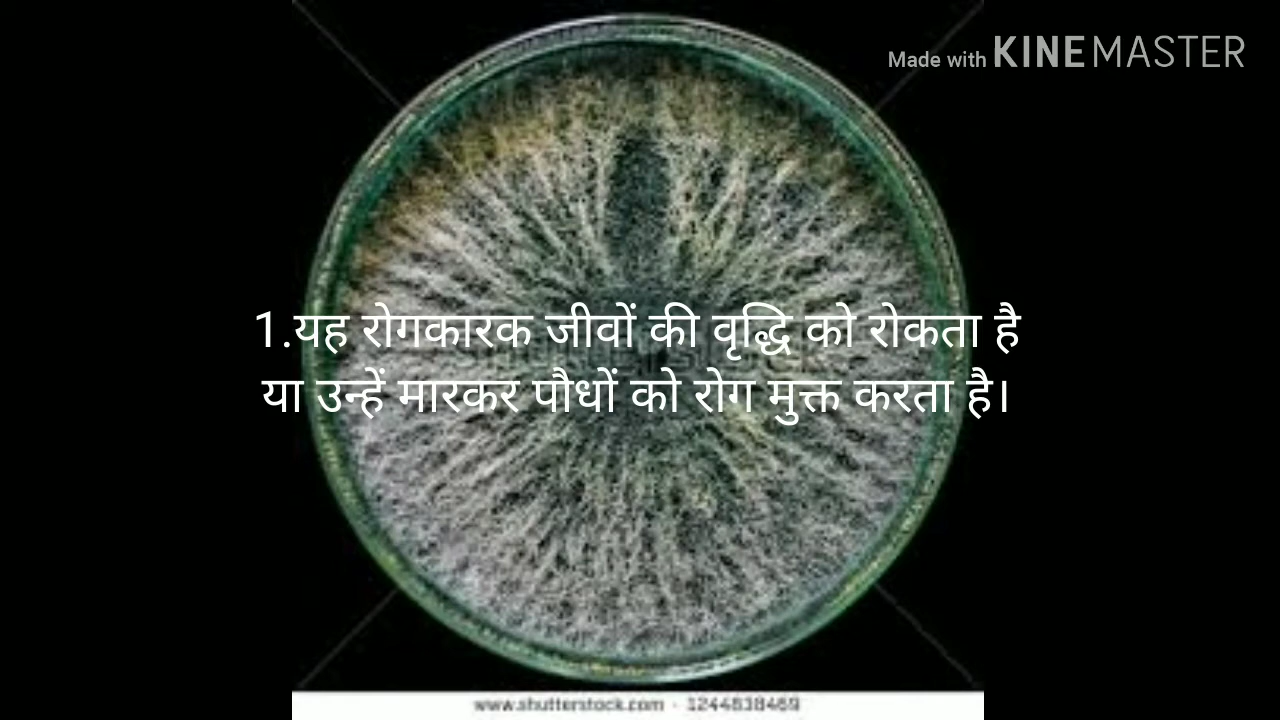 Made with KINEMASTER
1.यह रोगकारक जीवों की वृद्धि को रोकता है
या उन्हें मारकर पौधों को रोग मुक्त करता है।
www.shutterstock.com · 1244838469